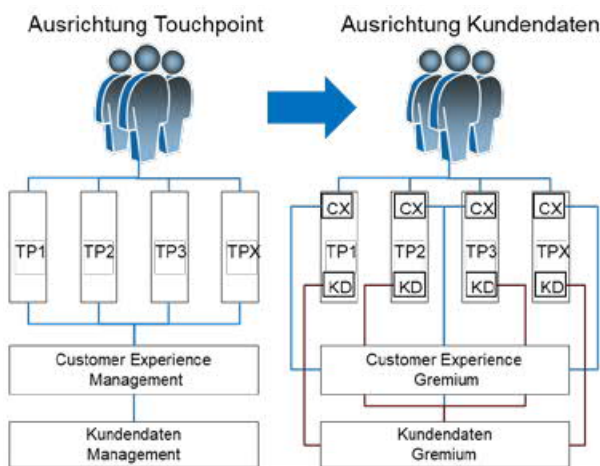 Ausrichtung Touchpoint
TP1 TP2 TP3 TPX
Customer Experience
Management
Kundendaten
Management
Ausrichtung Kundendaten
CX CX CX CX
TP1 TP2 TP3 TPX
KD KD KD KD
Customer Experience
Gremium
Kundendaten
Gremium